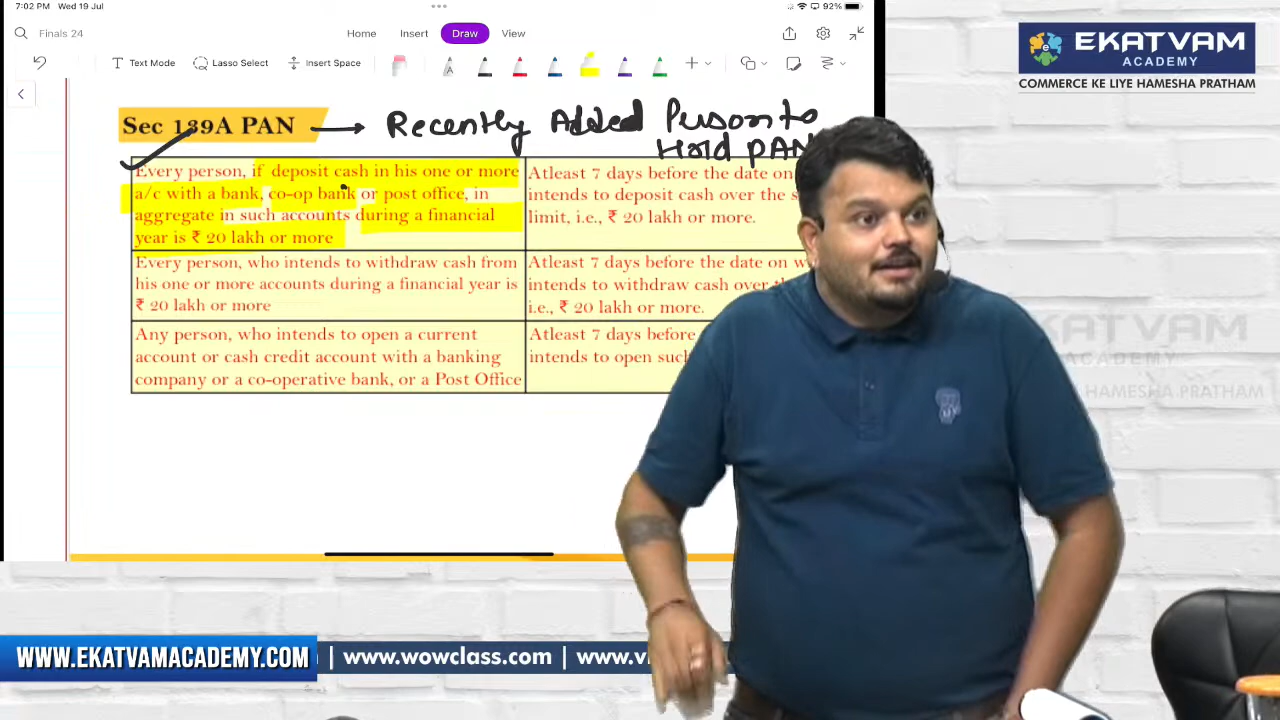 7:02 PM Wed 19 Jul
92%
Finals 24
Home Insert Draw View
Text Mode Lasso Select Insert Space
EKATVAM
ACADEMY
COMMERCE KE LIYE HAMESHA PRATHAM
Sec 139A PAN → Recently Added Person to
Hold PAN
Every person, if deposit cash in his one or more
a/c with a bank, co-op bank or post office, in
aggregate in such accounts during a financial
year is ₹ 20 lakh or more
Atleast 7 days before the date on
intends to deposit cash over the
limit, i.e., ₹ 20 lakh or more.
Every person, who intends to withdraw cash from
his one or more accounts during a financial year is
₹ 20 lakh or more
Atleast 7 days before the date on
intends to withdraw cash over
i.e., ₹ 20 lakh or more.
Any person, who intends to open a current
account or cash credit account with a banking
company or a co-operative bank, or a Post Office
Atleast 7 days before
intends to open
EKATVAM
ACADEMY
HAMESHA PRATHAM
WWW.EKATVAMACADEMY.COM | www.wowclass.com |